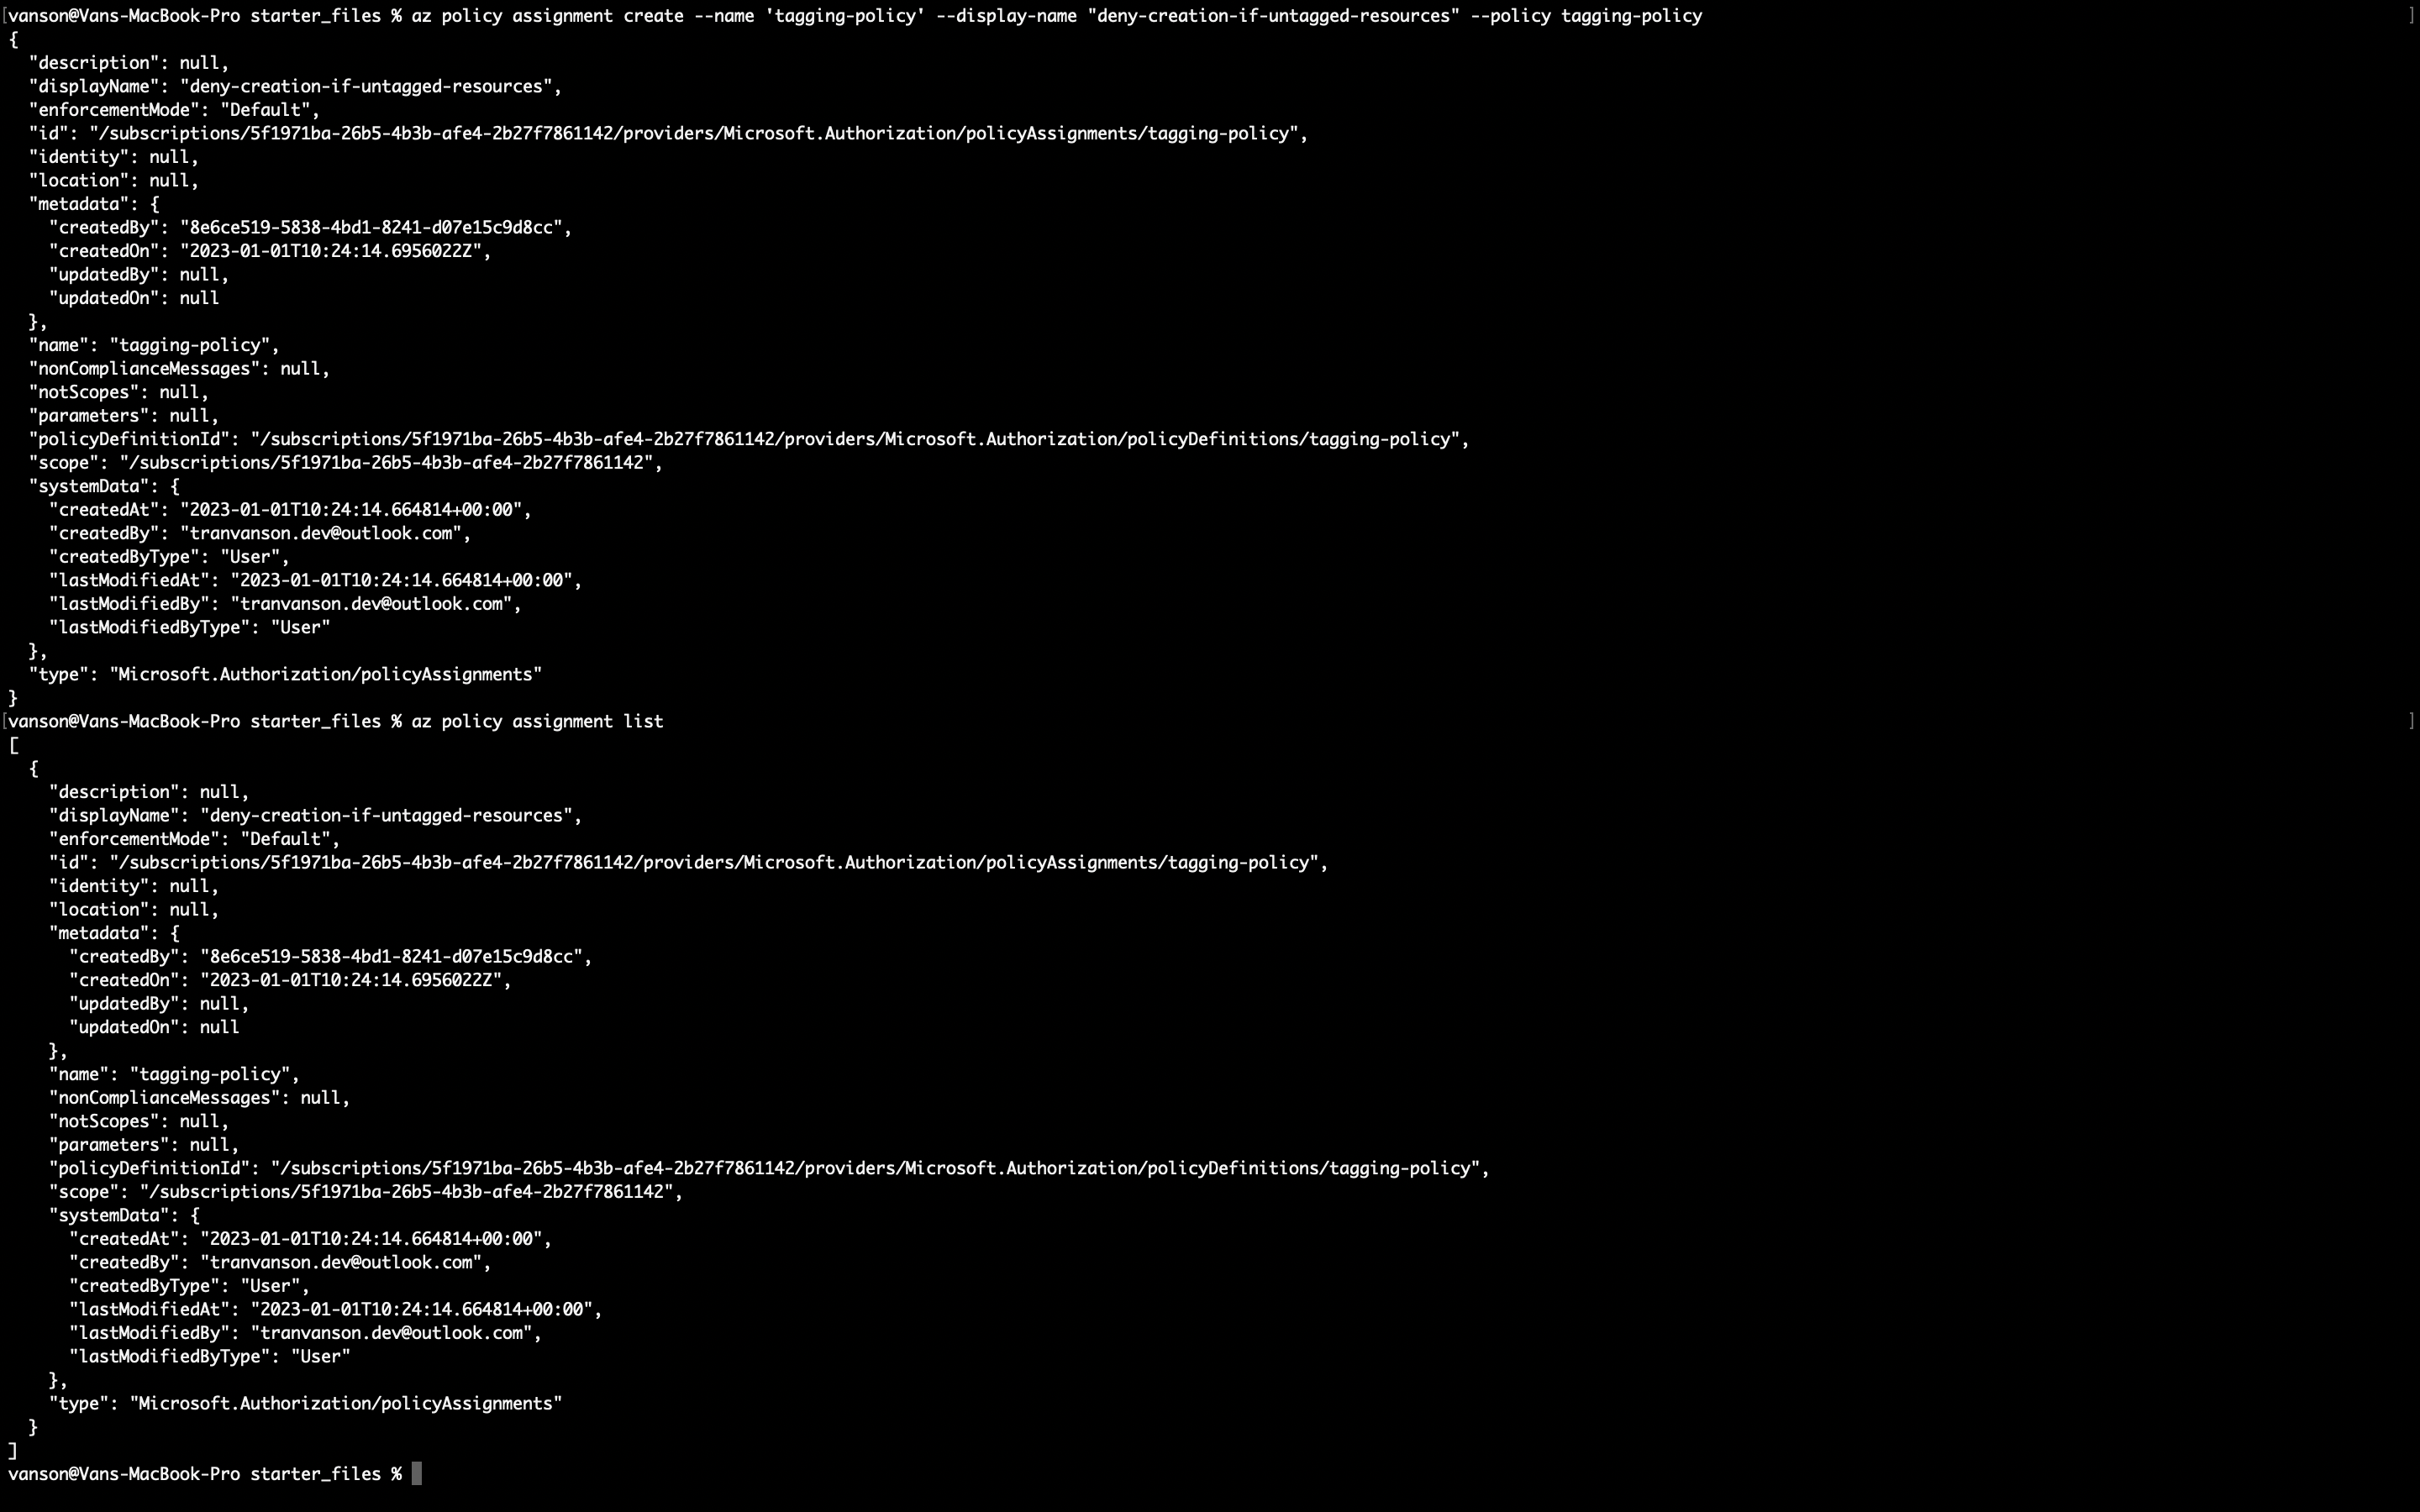 [vanson@Vans-MacBook-Pro starter_files % az policy assignment create --name 'tagging-policy' --display-name "deny-creation-if-untagged-resources" --policy tagging-policy ]
{
  "description": null,
  "displayName": "deny-creation-if-untagged-resources",
  "enforcementMode": "Default",
  "id": "/subscriptions/5f1971ba-26b5-4b3b-afe4-2b27f7861142/providers/Microsoft.Authorization/policyAssignments/tagging-policy",
  "identity": null,
  "location": null,
  "metadata": {
    "createdBy": "8e6ce519-5838-4bd1-8241-d07e15c9d8cc",
    "createdOn": "2023-01-01T10:24:14.6956022Z",
    "updatedBy": null,
    "updatedOn": null
  },
  "name": "tagging-policy",
  "nonComplianceMessages": null,
  "notScopes": null,
  "parameters": null,
  "policyDefinitionId": "/subscriptions/5f1971ba-26b5-4b3b-afe4-2b27f7861142/providers/Microsoft.Authorization/policyDefinitions/tagging-policy",
  "scope": "/subscriptions/5f1971ba-26b5-4b3b-afe4-2b27f7861142",
  "systemData": {
    "createdAt": "2023-01-01T10:24:14.664814+00:00",
    "createdBy": "tranvanson.dev@outlook.com",
    "createdByType": "User",
    "lastModifiedAt": "2023-01-01T10:24:14.664814+00:00",
    "lastModifiedBy": "tranvanson.dev@outlook.com",
    "lastModifiedByType": "User"
  },
  "type": "Microsoft.Authorization/policyAssignments"
}
[vanson@Vans-MacBook-Pro starter_files % az policy assignment list ]
[
  {
    "description": null,
    "displayName": "deny-creation-if-untagged-resources",
    "enforcementMode": "Default",
    "id": "/subscriptions/5f1971ba-26b5-4b3b-afe4-2b27f7861142/providers/Microsoft.Authorization/policyAssignments/tagging-policy",
    "identity": null,
    "location": null,
    "metadata": {
      "createdBy": "8e6ce519-5838-4bd1-8241-d07e15c9d8cc",
      "createdOn": "2023-01-01T10:24:14.6956022Z",
      "updatedBy": null,
      "updatedOn": null
    },
    "name": "tagging-policy",
    "nonComplianceMessages": null,
    "notScopes": null,
    "parameters": null,
    "policyDefinitionId": "/subscriptions/5f1971ba-26b5-4b3b-afe4-2b27f7861142/providers/Microsoft.Authorization/policyDefinitions/tagging-policy",
    "scope": "/subscriptions/5f1971ba-26b5-4b3b-afe4-2b27f7861142",
    "systemData": {
      "createdAt": "2023-01-01T10:24:14.664814+00:00",
      "createdBy": "tranvanson.dev@outlook.com",
      "createdByType": "User",
      "lastModifiedAt": "2023-01-01T10:24:14.664814+00:00",
      "lastModifiedBy": "tranvanson.dev@outlook.com",
      "lastModifiedByType": "User"
    },
    "type": "Microsoft.Authorization/policyAssignments"
  }
]
vanson@Vans-MacBook-Pro starter_files %